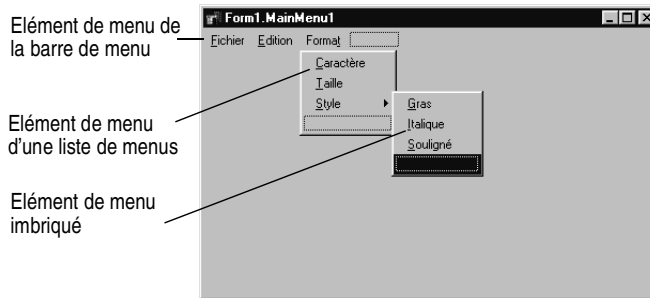 Elément de menu de
la barre de menu
Elément de menu
d'une liste de menus
Elément de menu
imbriqué
Form1.MainMenu1
Fichier Edition Format
Caractère
Taille
Style
Gras
Italique
Souligné